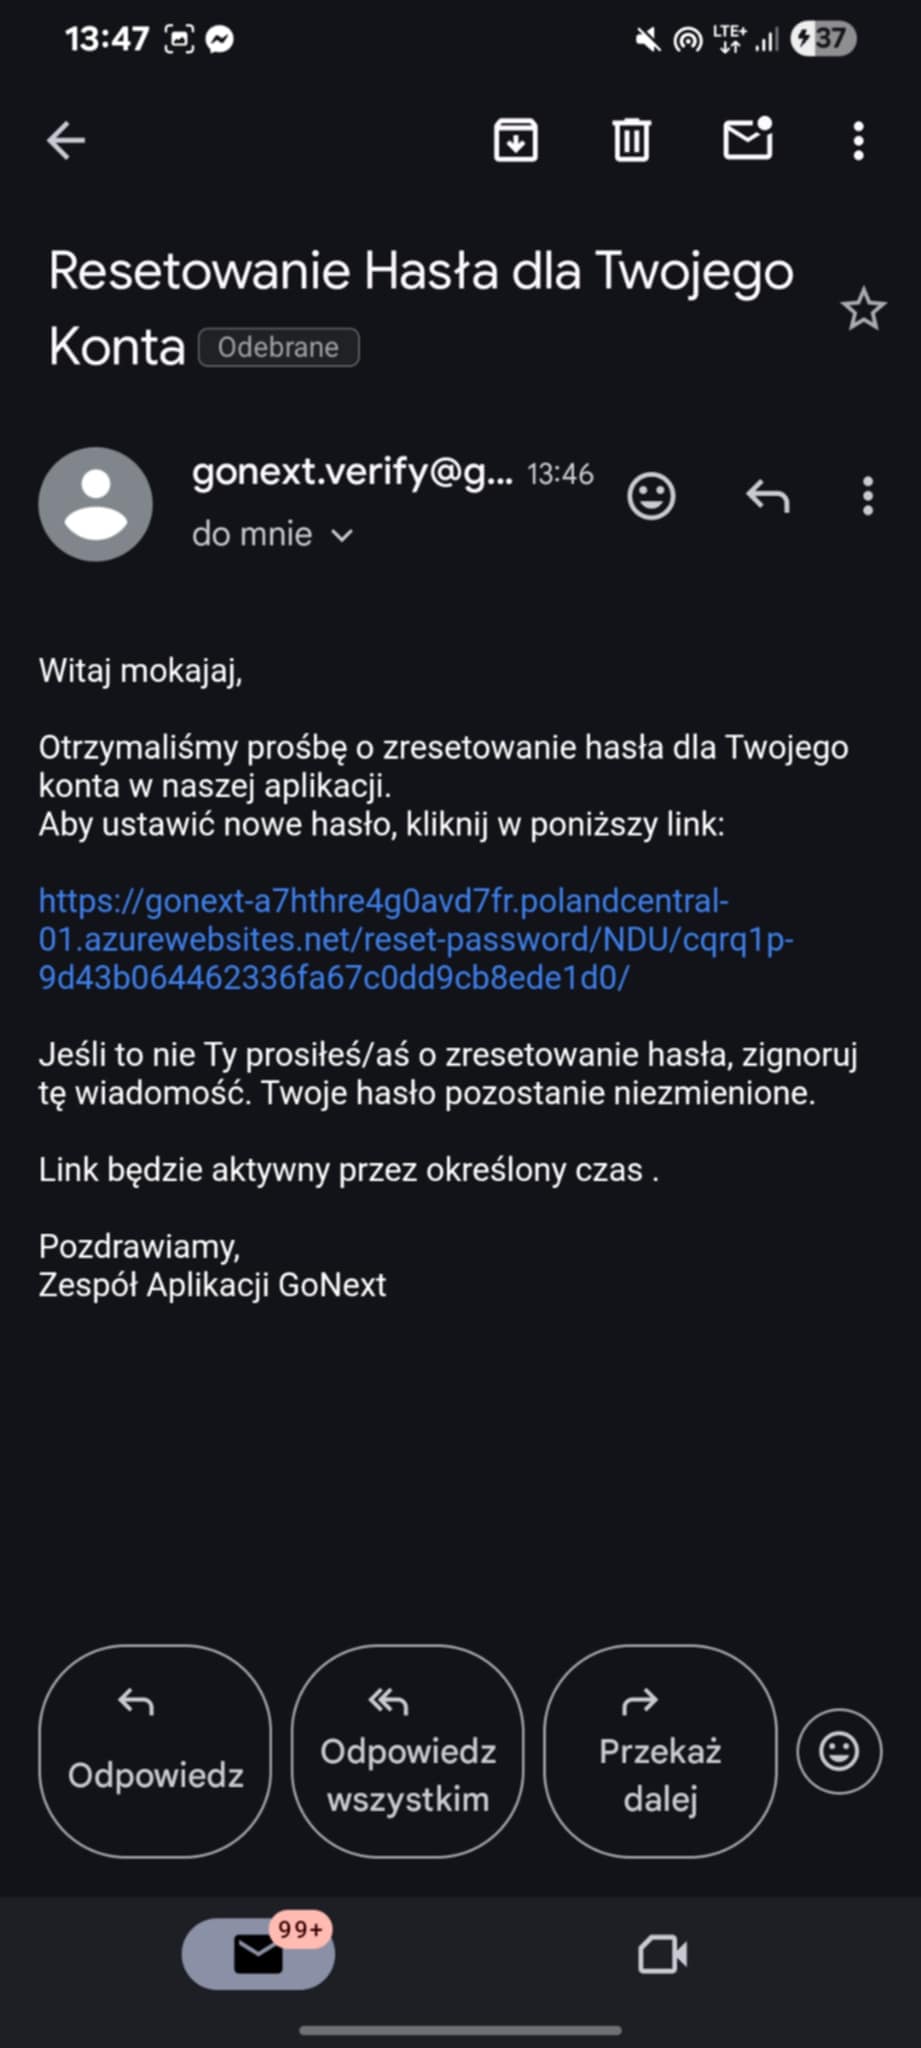 13:47
LTE+
37
Resetowanie Hasła dla Twojego
Konta Odebrane
gonext.verify@g... 13:46
do mnie
Witaj mokajaj,
Otrzymaliśmy prośbę o zresetowanie hasła dla Twojego
konta w naszej aplikacji.
Aby ustawić nowe hasło, kliknij w poniższy link:
https://gonext-a7hthre4g0avd7fr.polandcentral-
01.azurewebsites.net/reset-password/NDU/cqrq1p-
9d43b064462336fa67c0dd9cb8ede1d0/
Jeśli to nie Ty prosiłeś/aś o zresetowanie hasła, zignoruj
tę wiadomość. Twoje hasło pozostanie niezmienione.
Link będzie aktywny przez określony czas .
Pozdrawiamy,
Zespół Aplikacji GoNext
Odpowiedz
Odpowiedz
wszystkim
Przekaż
dalej
99+